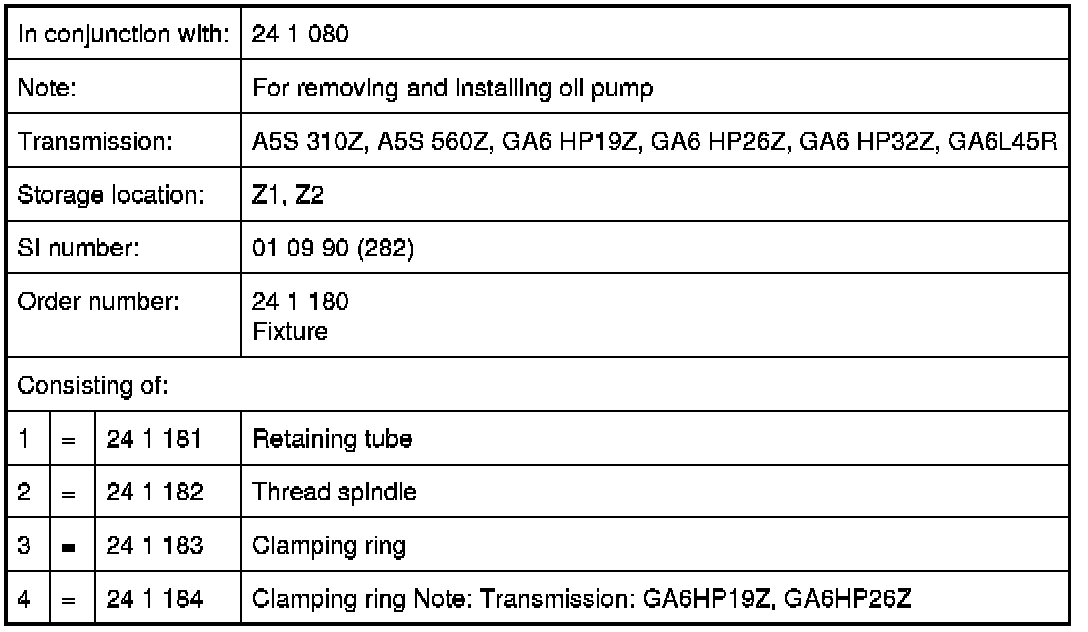 In conjunction with: 24 1 080
Note: For removing and installing oil pump
Transmission: A5S 310Z, A5S 560Z, GA6 HP19Z, GA6 HP26Z, GA6 HP32Z, GA6L45R
Storage location: Z1, Z2
SI number: 01 09 90 (282)
Order number: 24 1 180
Fixture
Consisting of:
1 = 24 1 181 Retaining tube
2 = 24 1 182 Thread spindle
3 = 24 1 183 Clamping ring
4 = 24 1 184 Clamping ring Note: Transmission: GA6HP19Z, GA6HP26Z